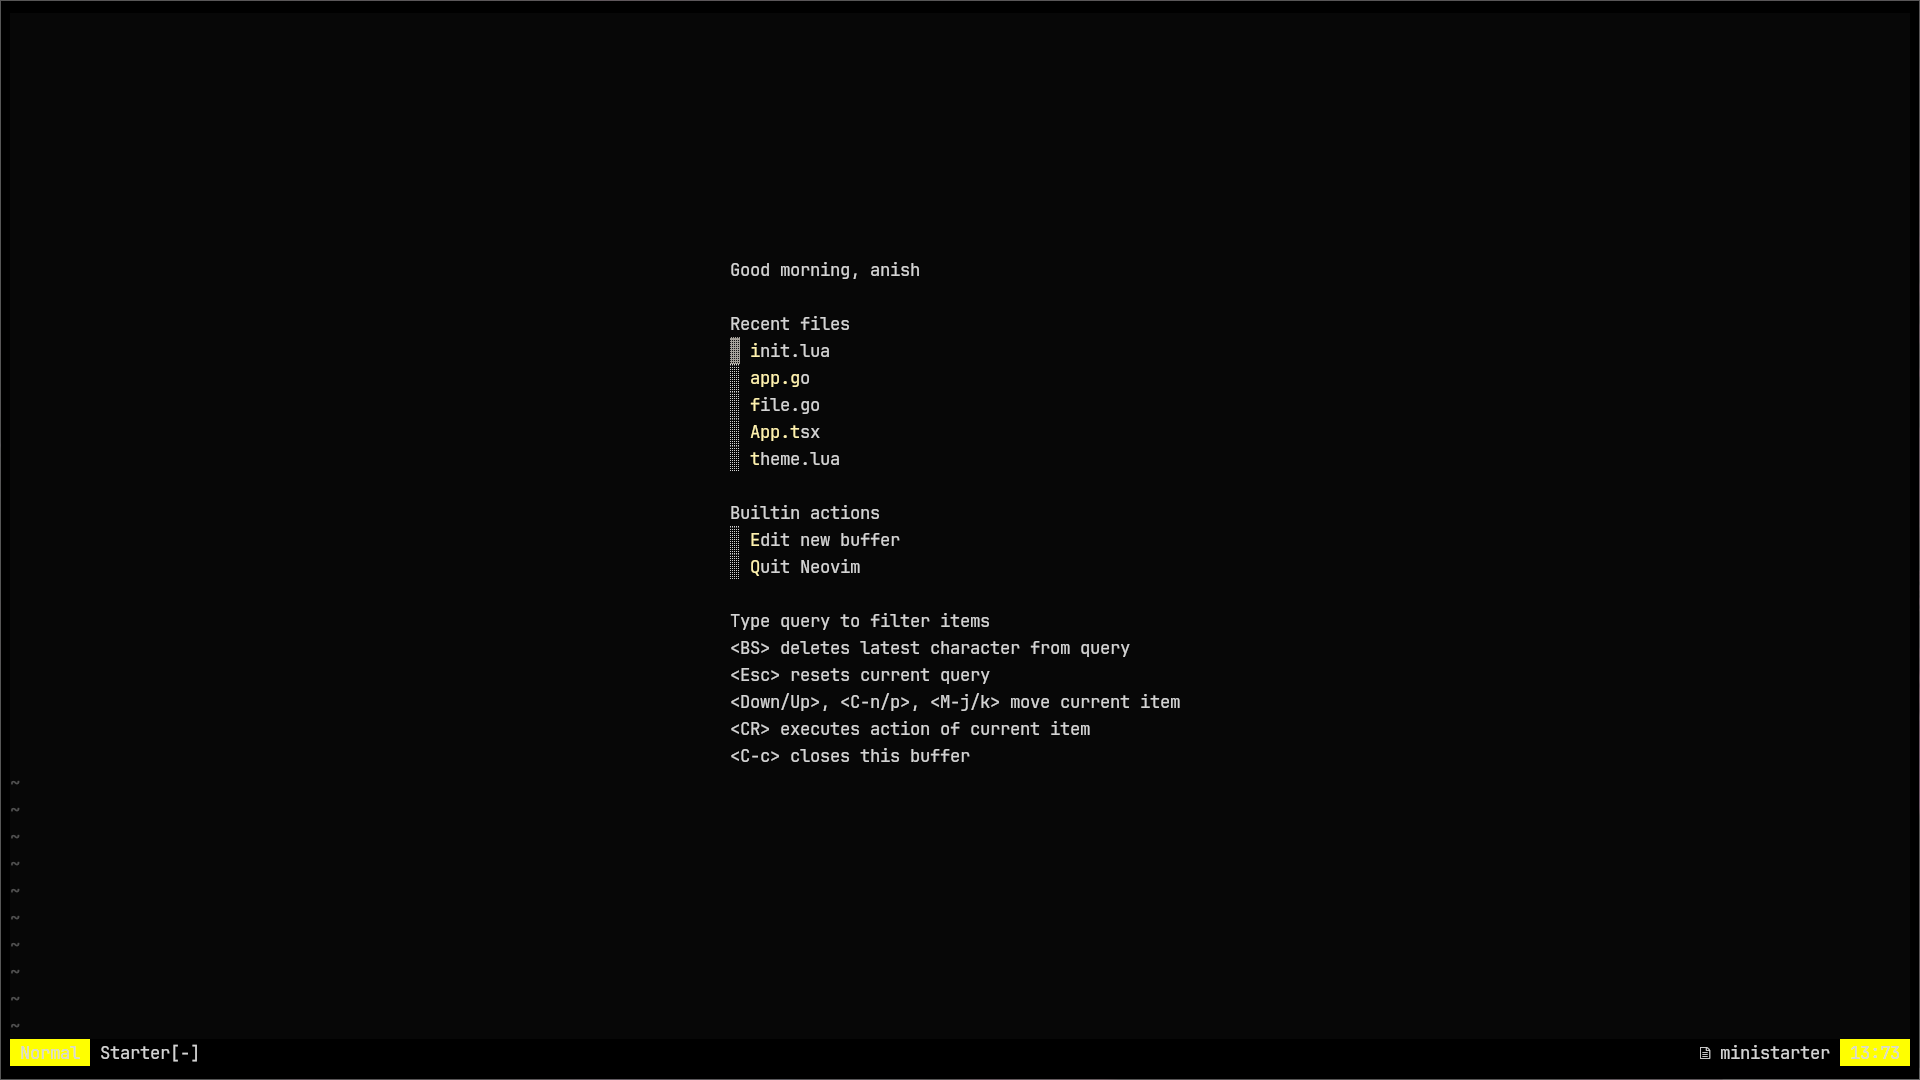 Good morning, anish
Recent files
init.lua
app.go
file.go
App.tsx
theme.lua
Builtin actions
Edit new buffer
Quit Neovim
Type query to filter items
<BS> deletes latest character from query
<Esc> resets current query
<Down/Up>, <C-n/p>, <M-j/k> move current item
<CR> executes action of current item
<C-c> closes this buffer
~
~
~
~
~
~
~
~
~
~
Normal Starter[-] ministarter 13:73